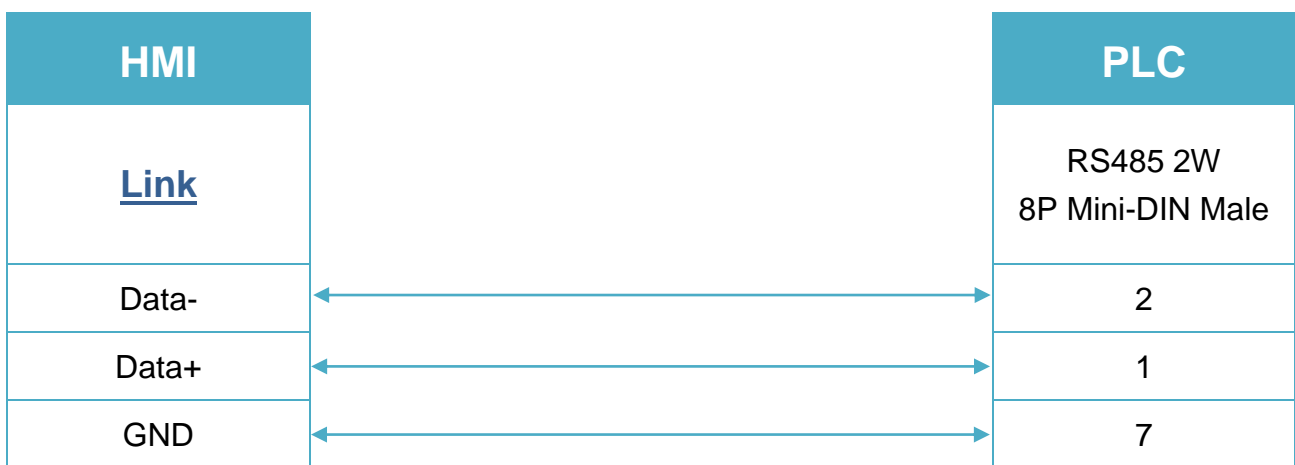 HMI PLC
Link
RS485 2W
8P Mini-DIN Male
Data- 2
Data+ 1
GND 7